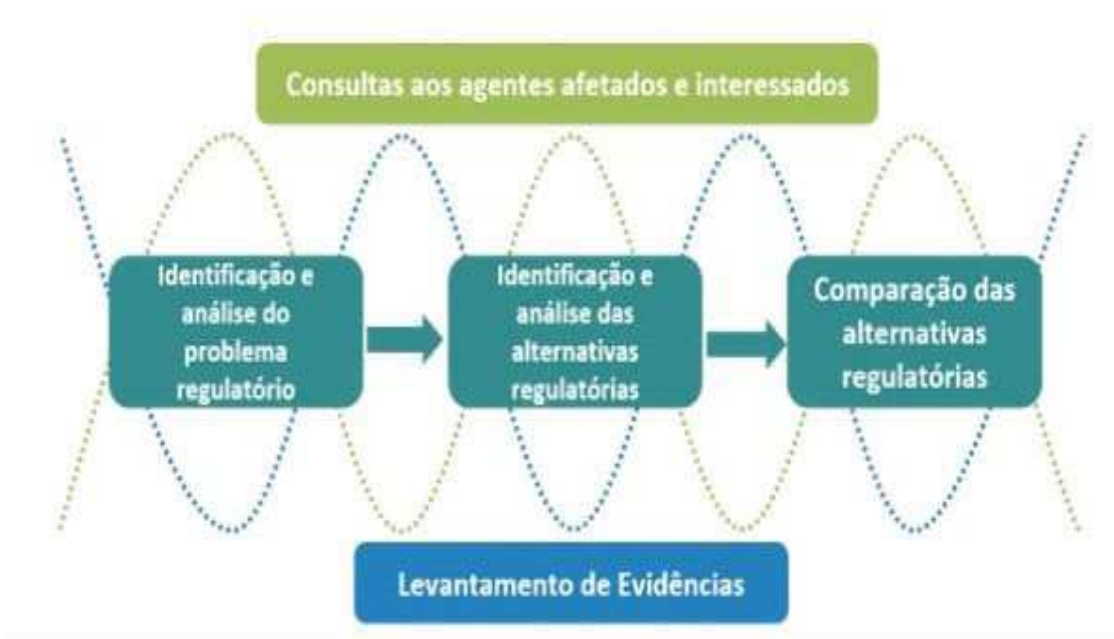 Consultas aos agentes afetados e interessados
Identificação e
análise do
problema
regulatório
Identificação e
análise das
alternativas
regulatórias
Comparação das
alternativas
regulatórias
Levantamento de Evidências